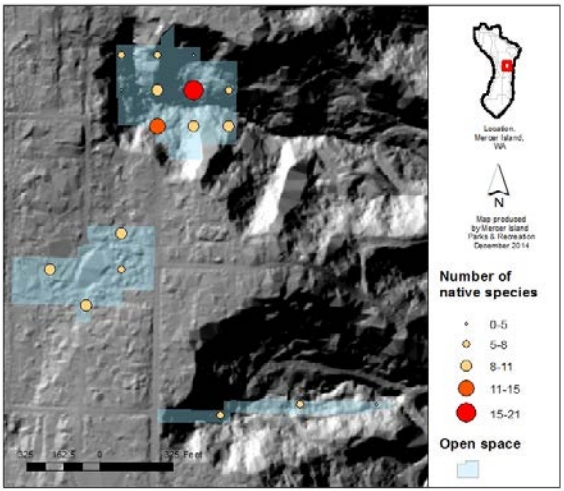 Location,
Mercer Island,
WA
N
Map produced
by Mercer Island
Parks & Recreation
December 2014
Number of
native species
0-5
5-8
8-11
11-15
15-21
Open space
325 162.5 0 325 Feet